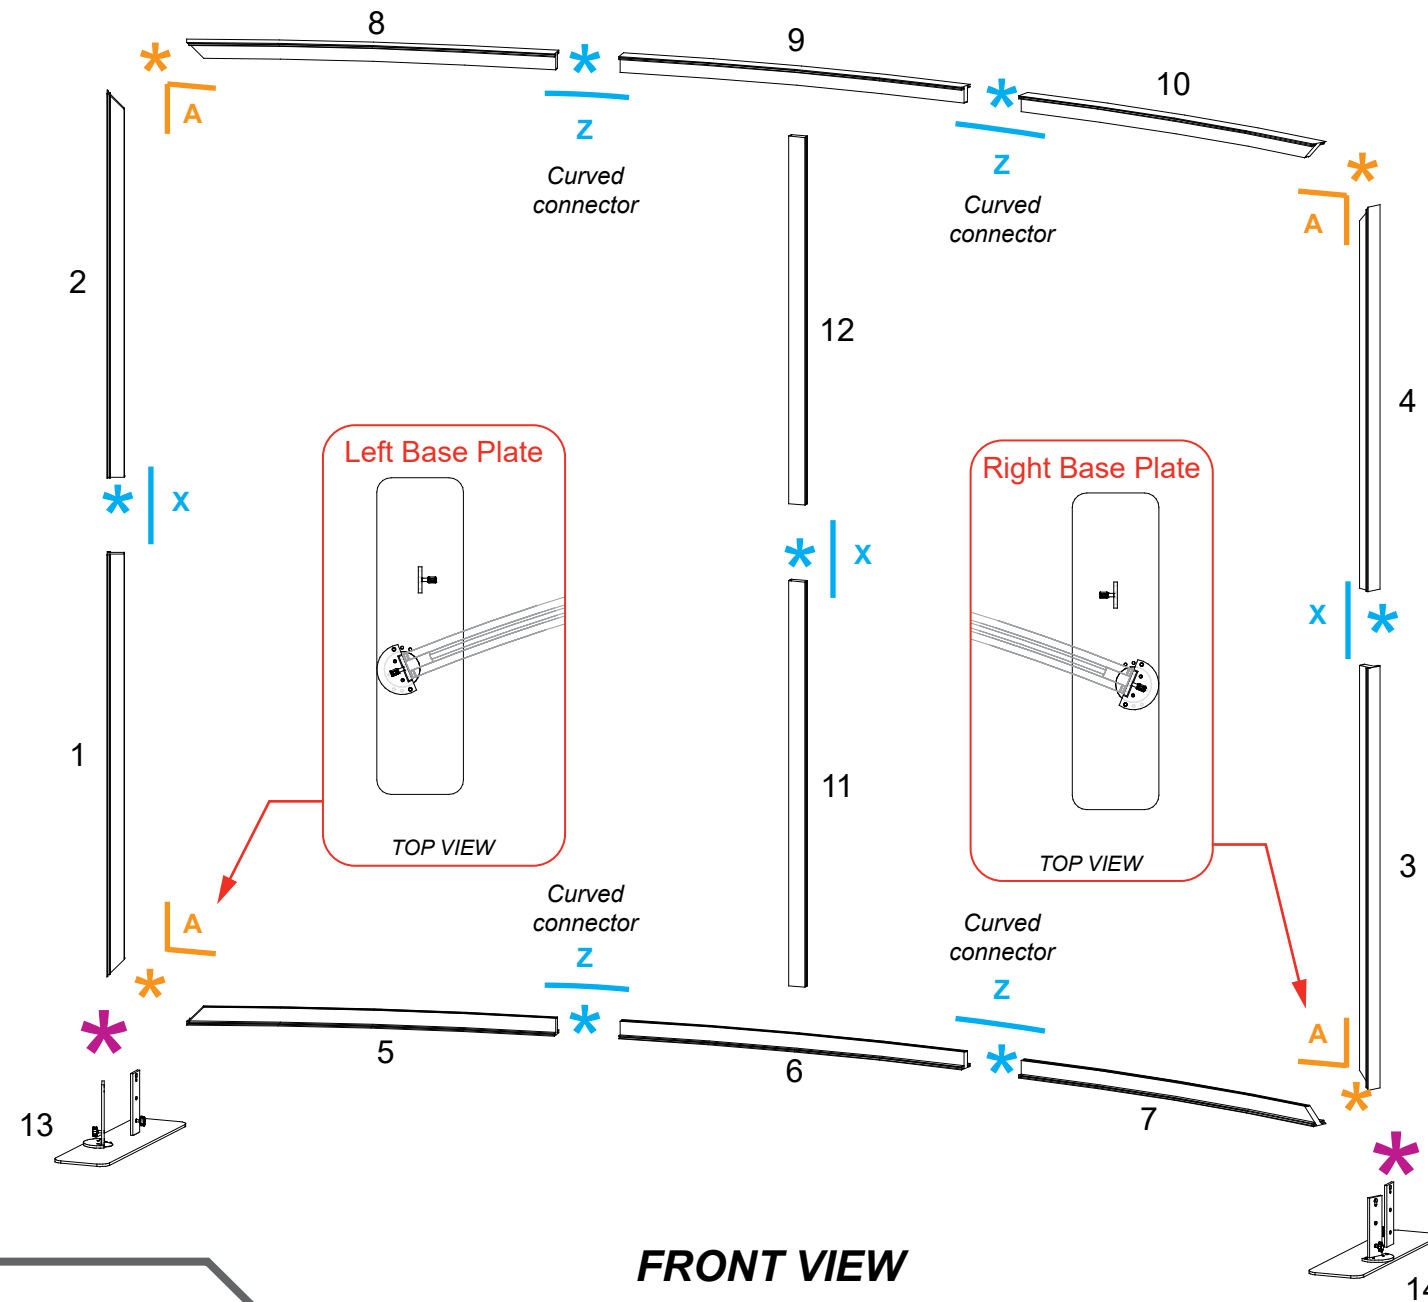 8
9
10
A
Z
Curved
connector
Z
Curved
connector
A
2
12
4
Left Base Plate
Right Base Plate
X
X
X
1
11
3
TOP VIEW
TOP VIEW
A
Curved
connector
Z
Curved
connector
Z
A
5
6
7
13
FRONT VIEW
14